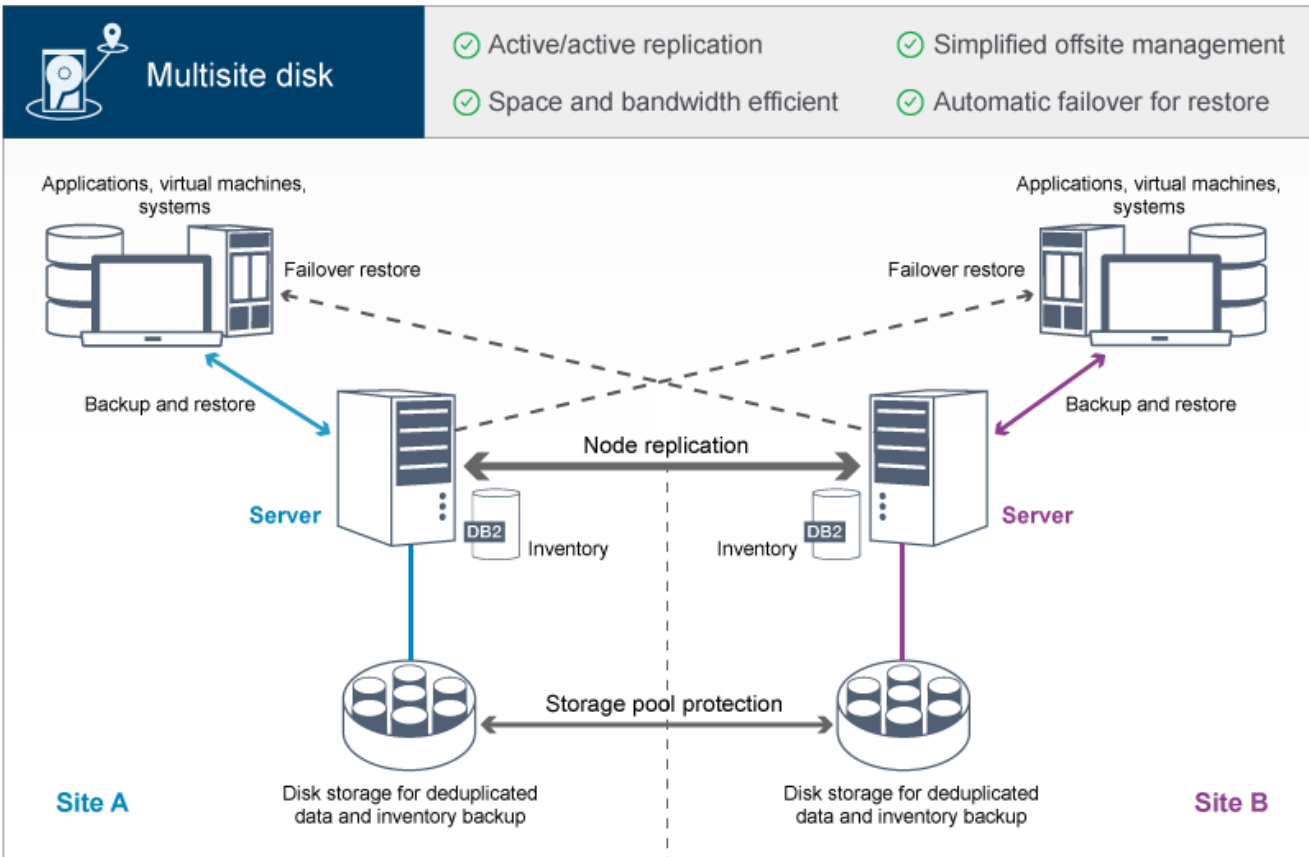 Multisite disk
Active/active replication
Simplified offsite management
Space and bandwidth efficient
Automatic failover for restore
Applications, virtual machines,
systems
Applications, virtual machines,
systems
Failover restore
Failover restore
Backup and restore
Backup and restore
Node replication
Server
Server
DB2
Inventory
Inventory
DB2
Storage pool protection
Site A
Disk storage for deduplicated
data and inventory backup
Disk storage for deduplicated
data and inventory backup
Site B